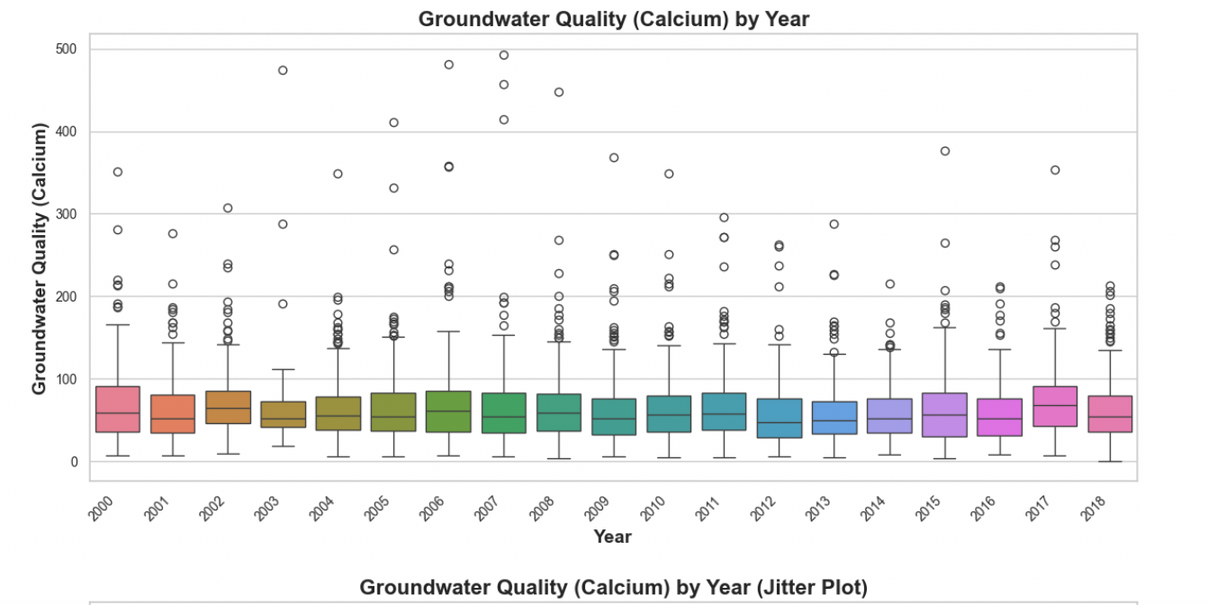 Groundwater Quality (Calcium) by Year
Groundwater Quality (Calcium)
500
400
300
200
100
0
2000 2001 2002 2003 2004 2005 2006 2007 2008 2009 2010 2011 2012 2013 2014 2015 2016 2017 2018
Year
Groundwater Quality (Calcium) by Year (Jitter Plot)